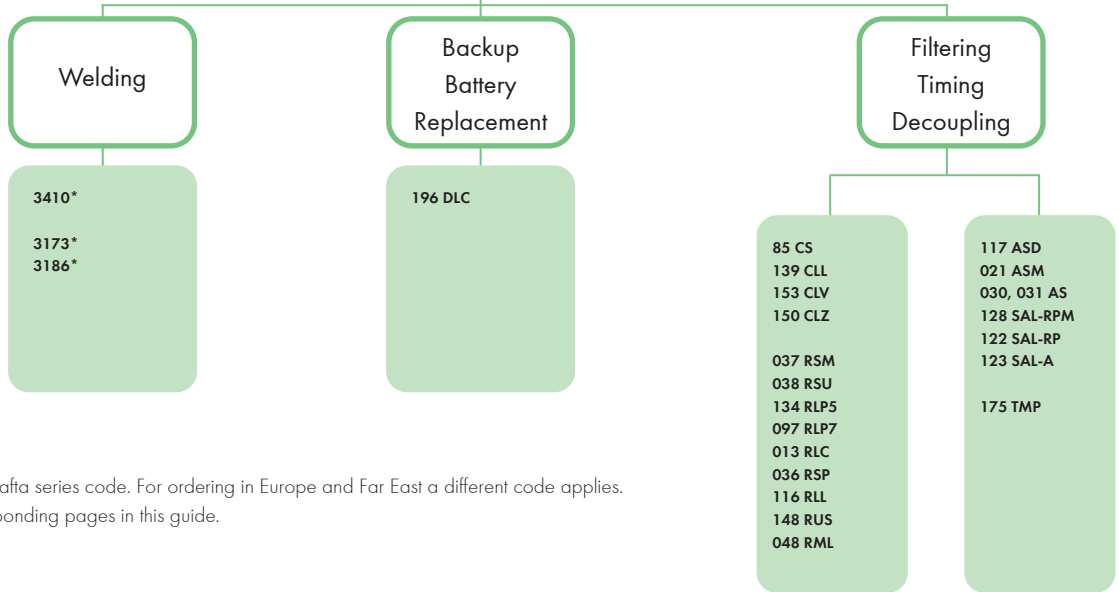 Welding
Backup
Battery
Replacement
Filtering
Timing
Decoupling
3410*
3173*
3186*
196 DLC
85 CS
139 CLL
153 CLV
150 CLZ
037 RSM
038 RSU
134 RLP5
097 RLP7
013 RLC
036 RSP
116 RLL
148 RUS
048 RML
117 ASD
021 ASM
030, 031 AS
128 SAL-RPM
122 SAL-RP
123 SAL-A
175 TMP
afta series code. For ordering in Europe and Far East a different code applies.
ponding pages in this guide.